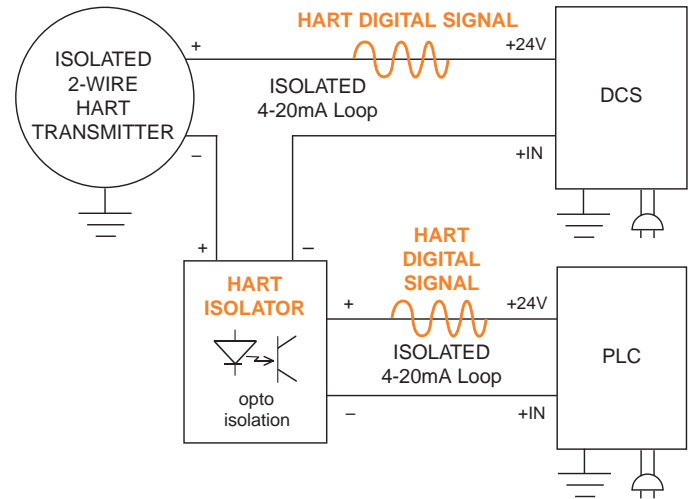 HART DIGITAL SIGNAL
+
+24V
ISOLATED
2-WIRE
HART
TRANSMITTER
ISOLATED
4-20mA Loop
DCS
–
+IN
+
–
HART
DIGITAL
SIGNAL
HART
ISOLATOR
+
+24V
ISOLATED
4-20mA Loop
PLC
opto
isolation
–
+IN